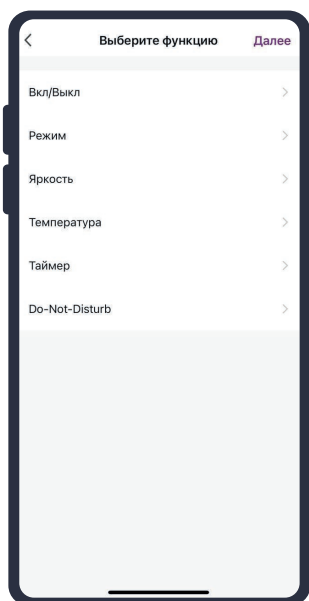 Выберите функцию Далее
Вкл/Выкл
Режим
Яркость
Температура
Таймер
Do-Not-Disturb